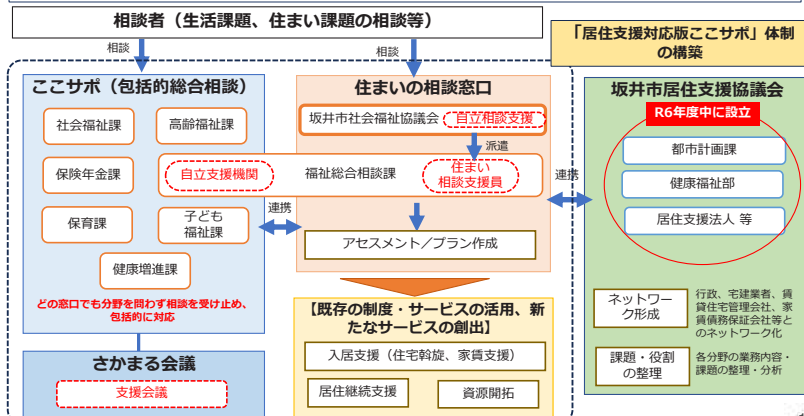 相談者（生活課題、住まい課題の相談等）
相談
相談
「居住支援対応版ここサポ」体制
の構築
ここサポ（包括的総合相談）
社会福祉課
高齢福祉課
保険年金課
自立支援機関
保育課
子ども
福祉課
健康増進課
どの窓口でも分野を問わず相談を受け止め、
包括的に対応
さかまる会議
支援会議
住まいの相談窓口
坂井市社会福祉協議会
自立相談支援
派遣
福祉総合相談課
住まい
相談支援員
連携
連携
アセスメント／プラン作成
【既存の制度・サービスの活用、新
たなサービスの創出】
入居支援（住宅斡旋、家賃支援）
居住継続支援
資源開拓
坂井市居住支援協議会
R6年度中に設立
都市計画課
健康福祉部
居住支援法人 等
ネットワー
ク形成
行政、宅建業者、賃
貸住宅管理会社、家
賃債務保証会社等と
のネットワーク化
課題・役割
の整理
各分野の業務内容・
課題の整理・分析